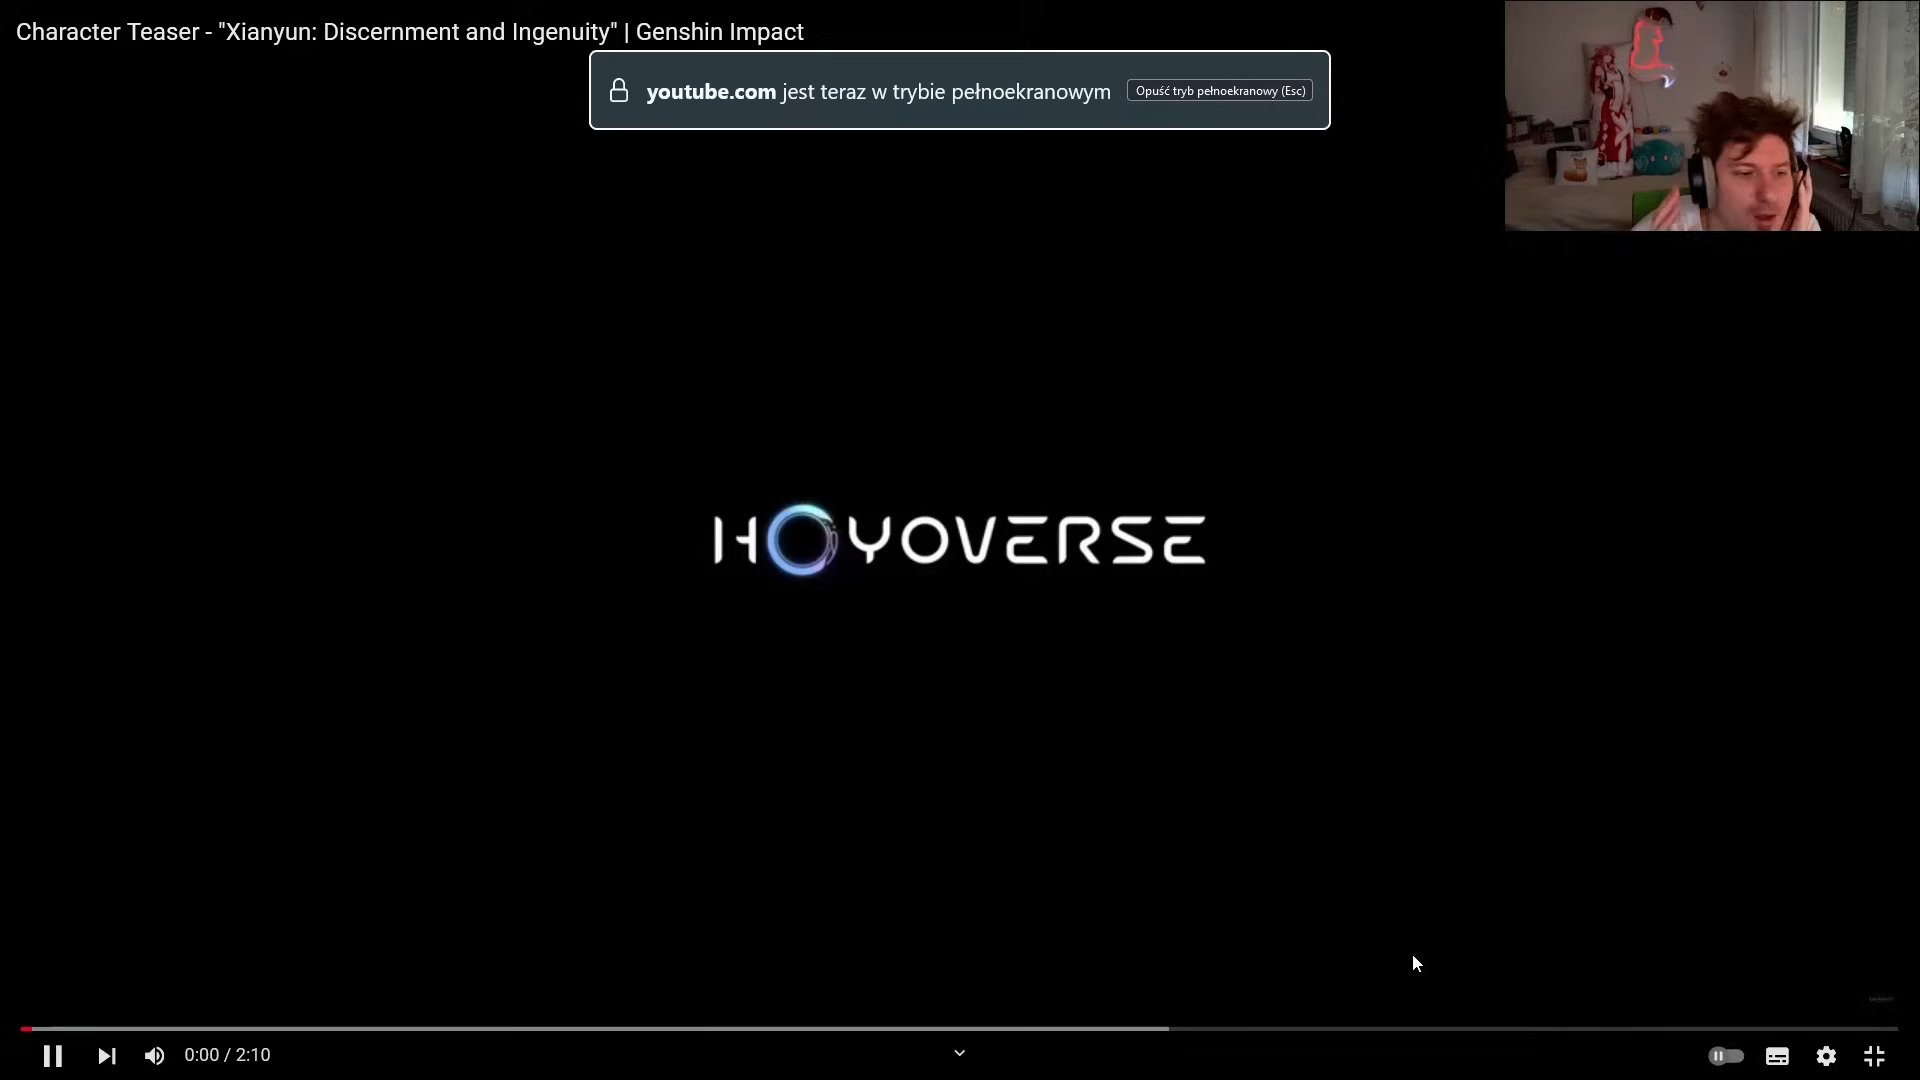 Character Teaser - "Xianyun: Discernment and Ingenuity" | Genshin Impact
youtube.com jest teraz w trybie pełnoekranowym Opuść tryb pełnoekranowy (Esc)
HOYOVERSE
0:00 / 2:10